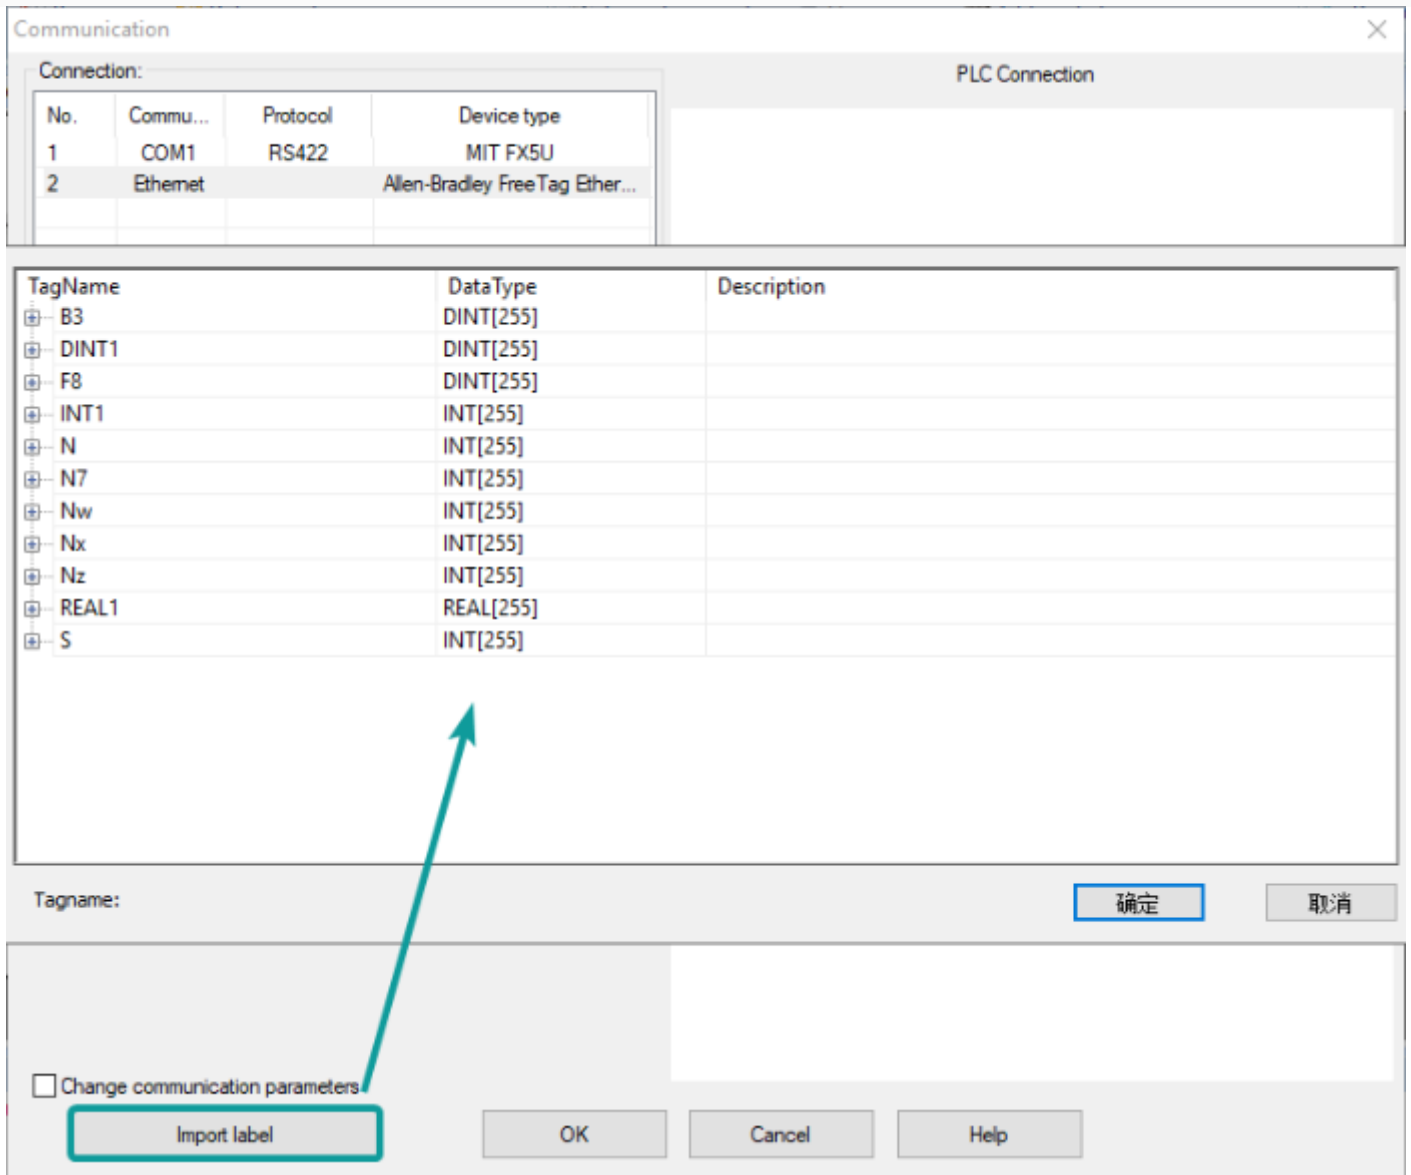 Communication
Connection:
PLC Connection
No. Commu... Protocol Device type
1 COM1 RS422 MIT FX5U
2 Ethernet Allen-Bradley FreeTag Ether...
TagName DataType Description
B3 DINT[255]
DINT1 DINT[255]
F8 DINT[255]
INT1 INT[255]
N INT[255]
N7 INT[255]
Nw INT[255]
Nx INT[255]
Nz INT[255]
REAL1 REAL[255]
S INT[255]
Tagname: 确定 取消
Change communication parameters
Import label OK Cancel Help